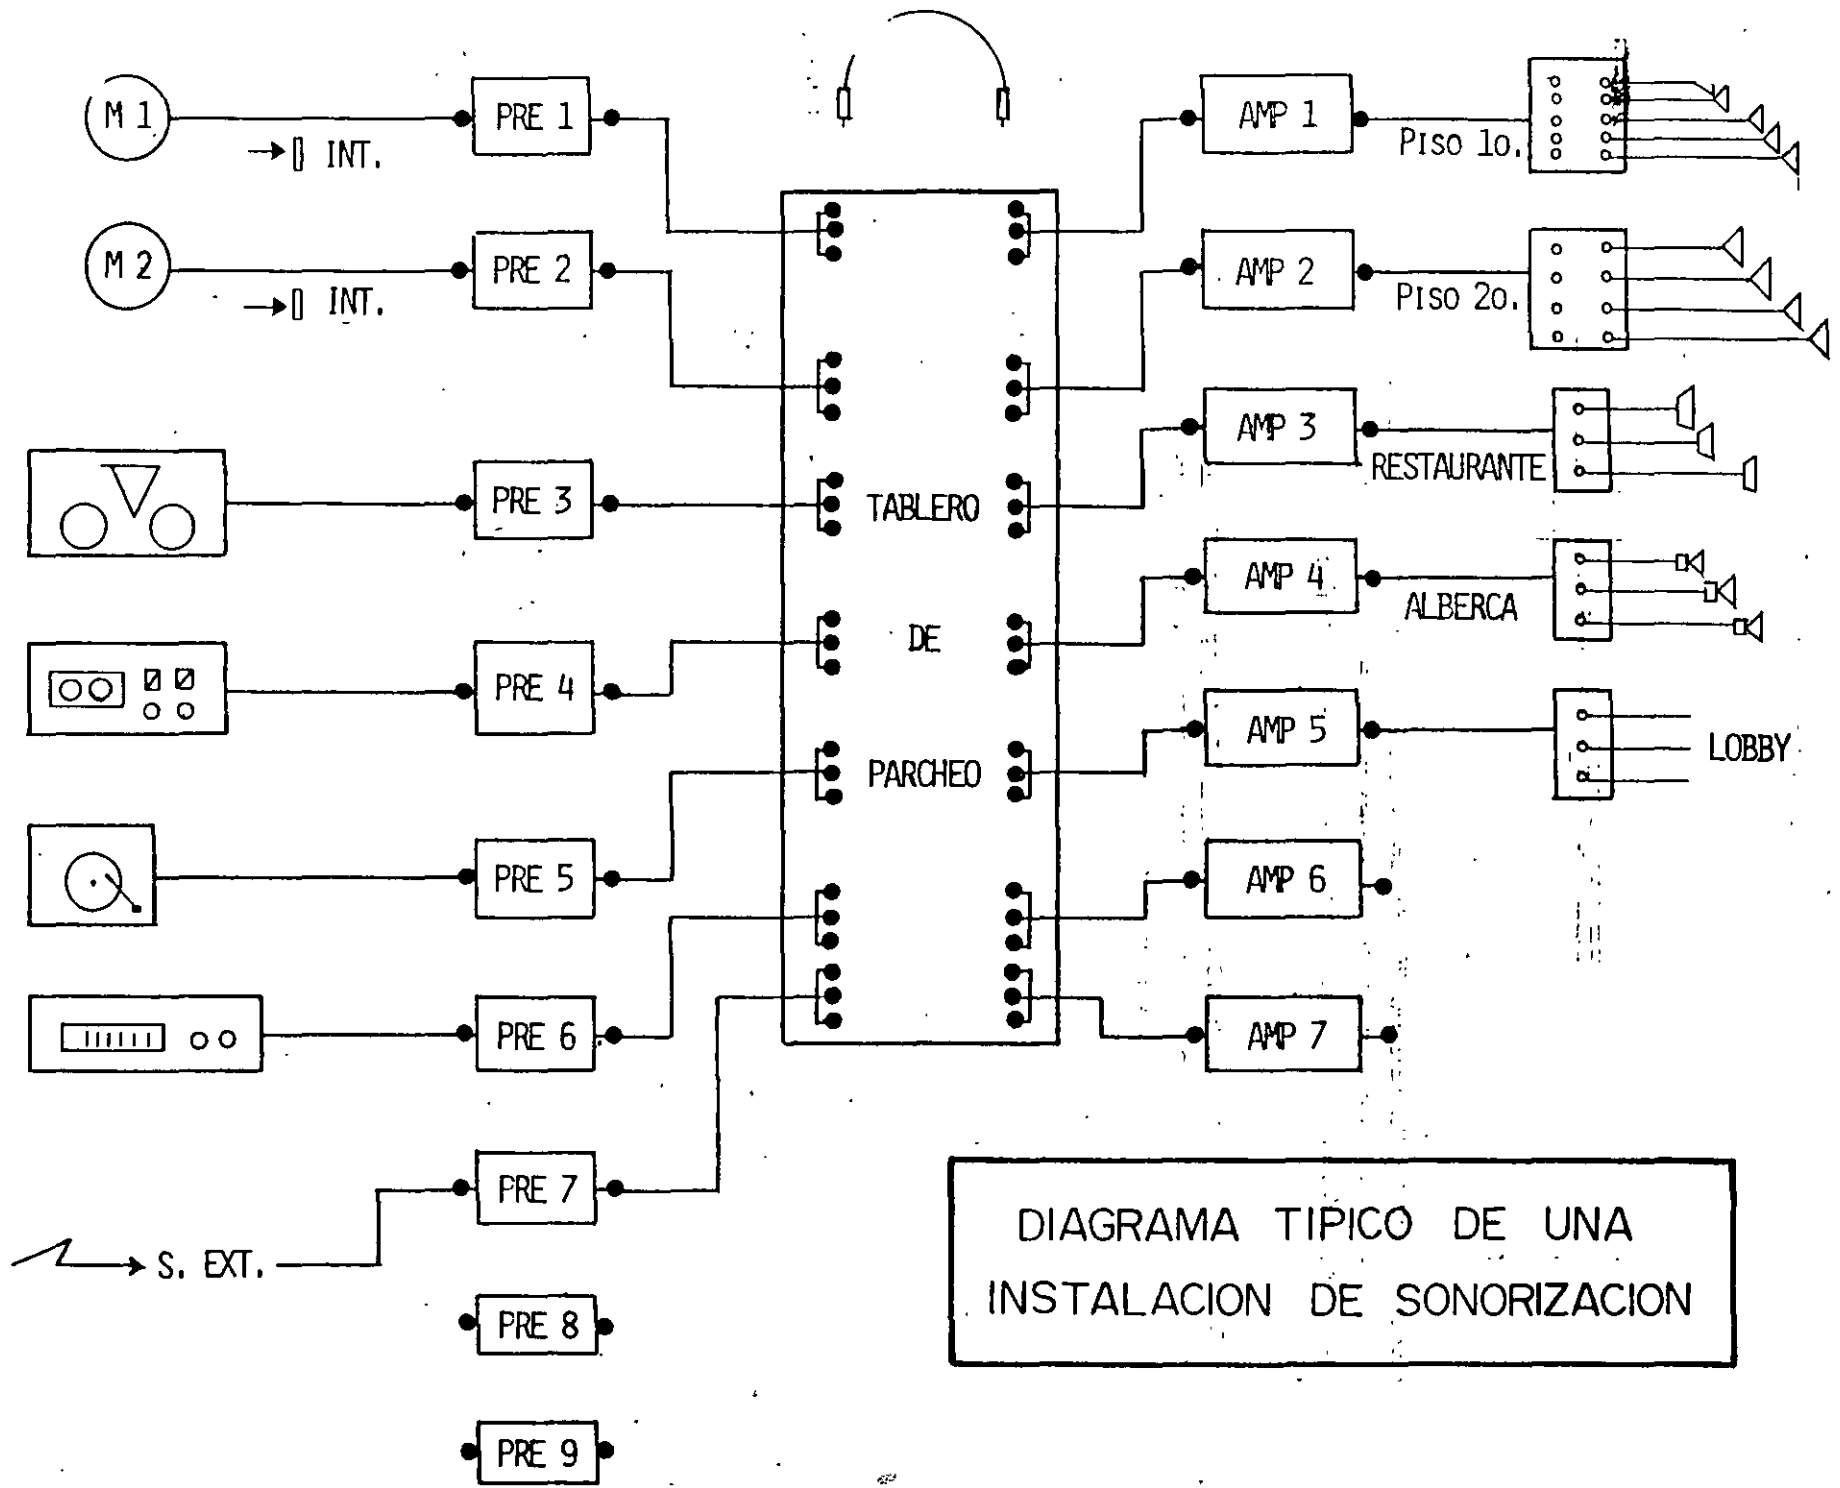 M 1
INT.
PRE 1
M 2
INT.
PRE 2
PRE 3
PRE 4
PRE 5
PRE 6
PRE 7
S. EXT.
PRE 8
PRE 9
TABLERO
DE
PARCHEO
AMP 1
PISO 1o.
AMP 2
PISO 2o.
AMP 3
RESTAURANTE
AMP 4
ALBERCA
AMP 5
LOBBY
AMP 6
AMP 7
DIAGRAMA TIPICO DE UNA
INSTALACION DE SONORIZACION